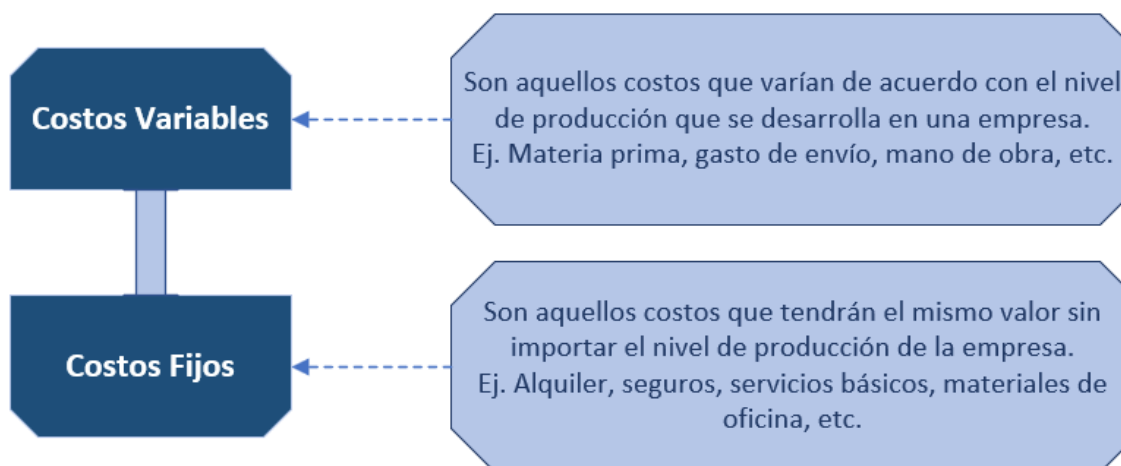 Costos Variables
Son aquellos costos que varían de acuerdo con el nivel
de producción que se desarrolla en una empresa.
Ej. Materia prima, gasto de envío, mano de obra, etc.
Costos Fijos
Son aquellos costos que tendrán el mismo valor sin
importar el nivel de producción de la empresa.
Ej. Alquiler, seguros, servicios básicos, materiales de
oficina, etc.